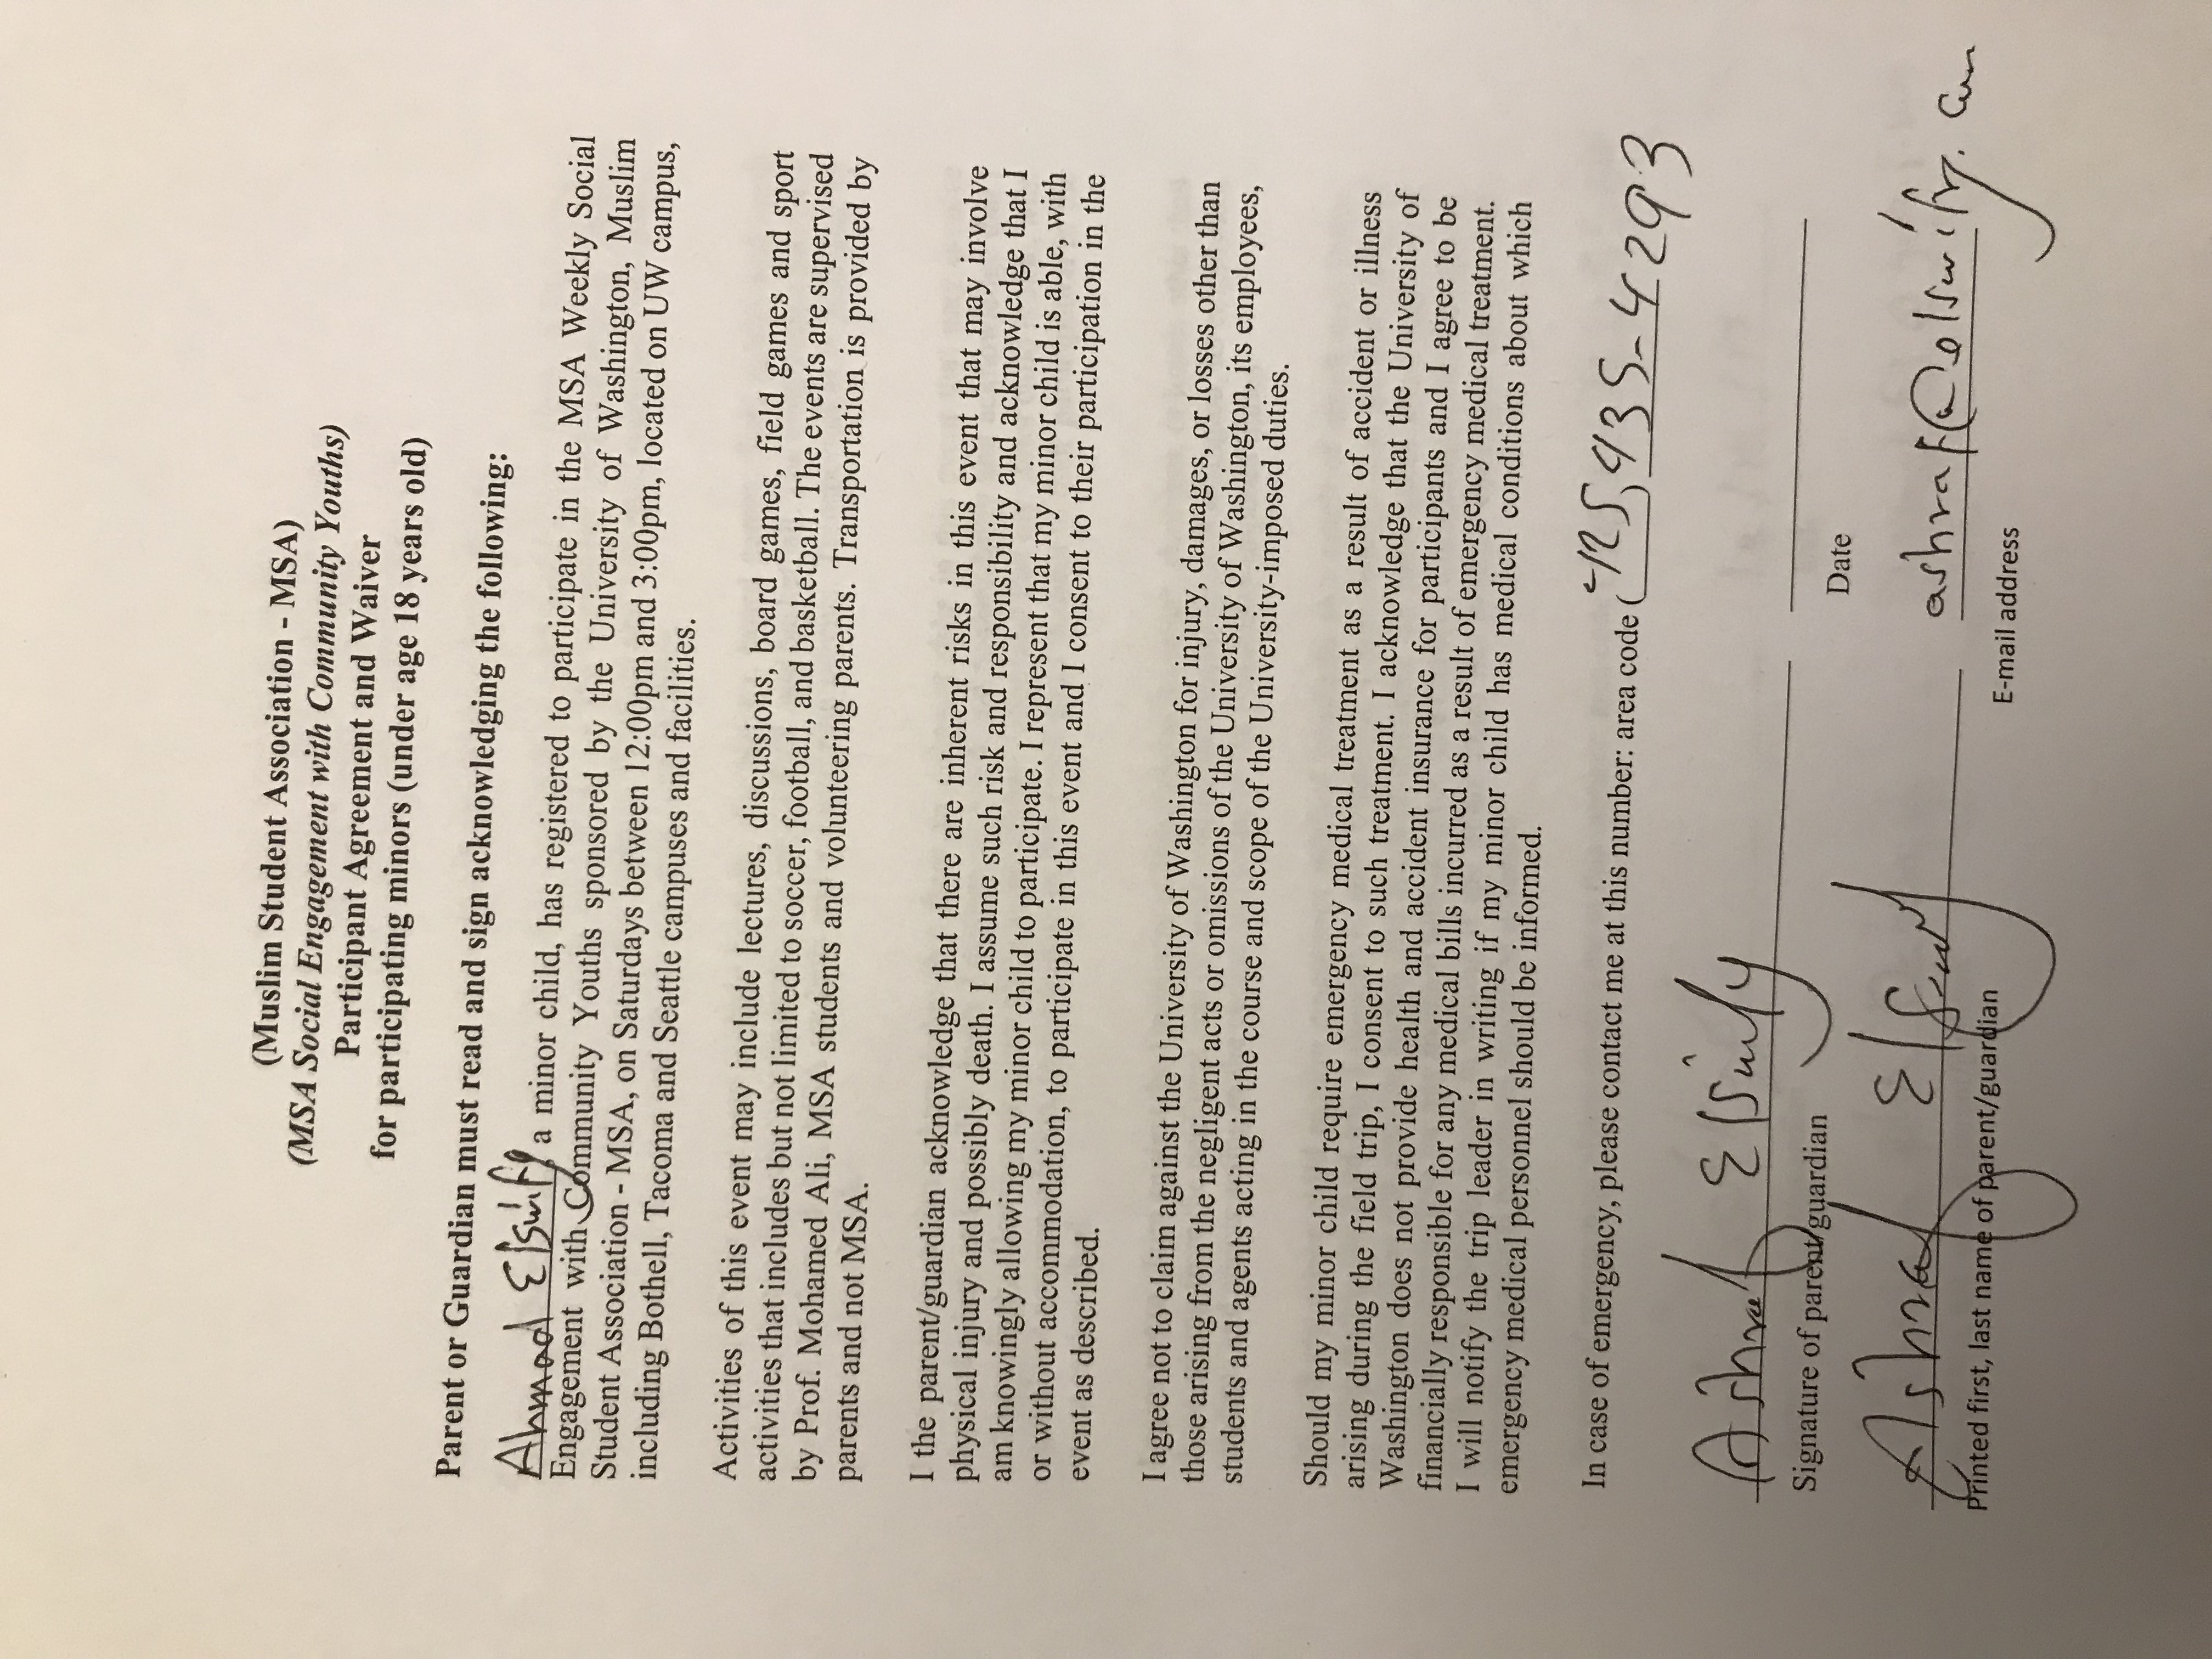 (Muslim Student Association - MSA)
(MSA Social Engagement with Community Youths)
Participant Agreement and Waiver
for participating minors (under age 18 years old)
Parent or Guardian must read and sign acknowledging the following:
Ahmad Elswify a minor child, has registered to participate in the MSA Weekly Social
Engagement with Community Youths sponsored by the University of Washington, Muslim
Student Association - MSA, on Saturdays between 12:00pm and 3:00pm, located on UW campus,
including Bothell, Tacoma and Seattle campuses and facilities.
Activities of this event may include lectures, discussions, board games, field games and sport
activities that includes but not limited to soccer, football, and basketball. The events are supervised
by Prof. Mohamed Ali, MSA students and volunteering parents. Transportation is provided by
parents and not MSA.
I the parent/guardian acknowledge that there are inherent risks in this event that may involve
physical injury and possibly death. I assume such risk and responsibility and acknowledge that I
am knowingly allowing my minor child to participate. I represent that my minor child is able, with
or without accommodation, to participate in this event and I consent to their participation in the
event as described.
I agree not to claim against the University of Washington for injury, damages, or losses other than
those arising from the negligent acts or omissions of the University of Washington, its employees,
students and agents acting in the course and scope of the University-imposed duties.
Should my minor child require emergency medical treatment as a result of accident or illness
arising during the field trip, I consent to such treatment. I acknowledge that the University of
Washington does not provide health and accident insurance for participants and I agree to be
financially responsible for any medical bills incurred as a result of emergency medical treatment.
I will notify the trip leader in writing if my minor child has medical conditions about which
emergency medical personnel should be informed.
In case of emergency, please contact me at this number: area code (425) 435-4293
Ashraf Elswify
Signature of parent/guardian
Date
Ashraf Elswify
ashraf@elswify.com
Printed first, last name of parent/guardian
E-mail address